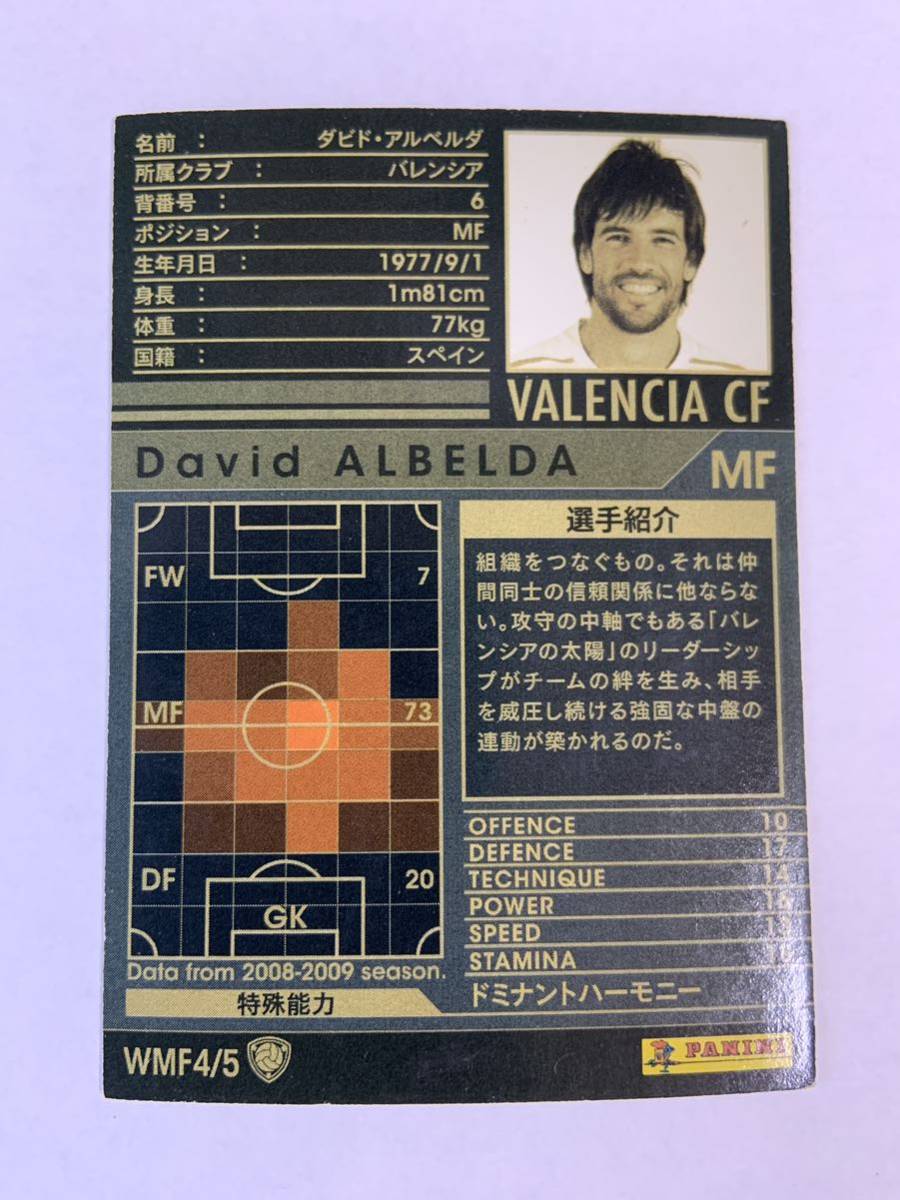 名前 : ダビド・アルベルダ
所属クラブ : バレンシア
背番号 : 6
ポジション : MF
生年月日 : 1977/9/1
身長 : 1m81cm
体重 : 77kg
国籍 : スペイン
VALENCIA CF
David ALBELDA
MF
FW 7
MF 73
DF 20
GK
Data from 2008-2009 season.
選手紹介
組織をつなぐもの。それは仲
間同士の信頼関係に他ならな
い。攻守の中軸でもある「バレ
ンシアの太陽」のリーダーシッ
プがチームの絆を生み、相手
を威圧し続ける強固な中盤の
連動が築かれるのだ。
OFFENCE 10
DEFENCE 17
TECHNIQUE 14
POWER 16
SPEED
STAMINA
特殊能力
ドミナントハーモニー
WMF4/5
PANINI